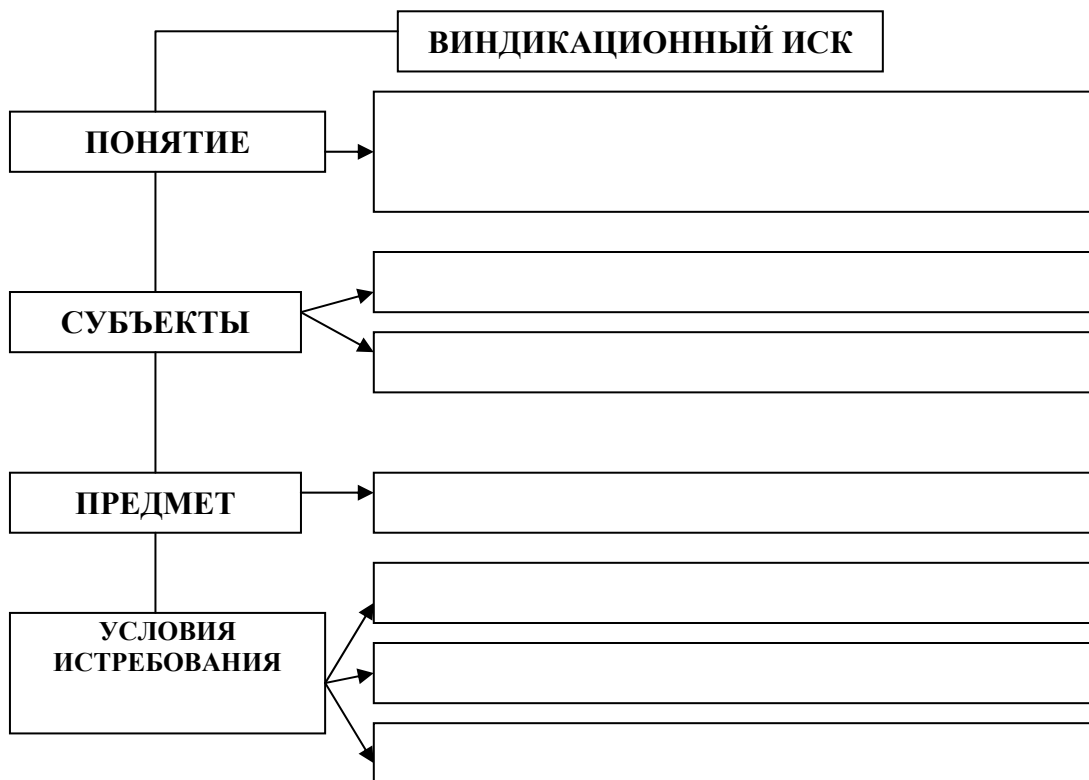 ВИНДИКАЦИОННЫЙ ИСК
ПОНЯТИЕ
СУБЪЕКТЫ
ПРЕДМЕТ
УСЛОВИЯ
ИСТРЕБОВАНИЯ